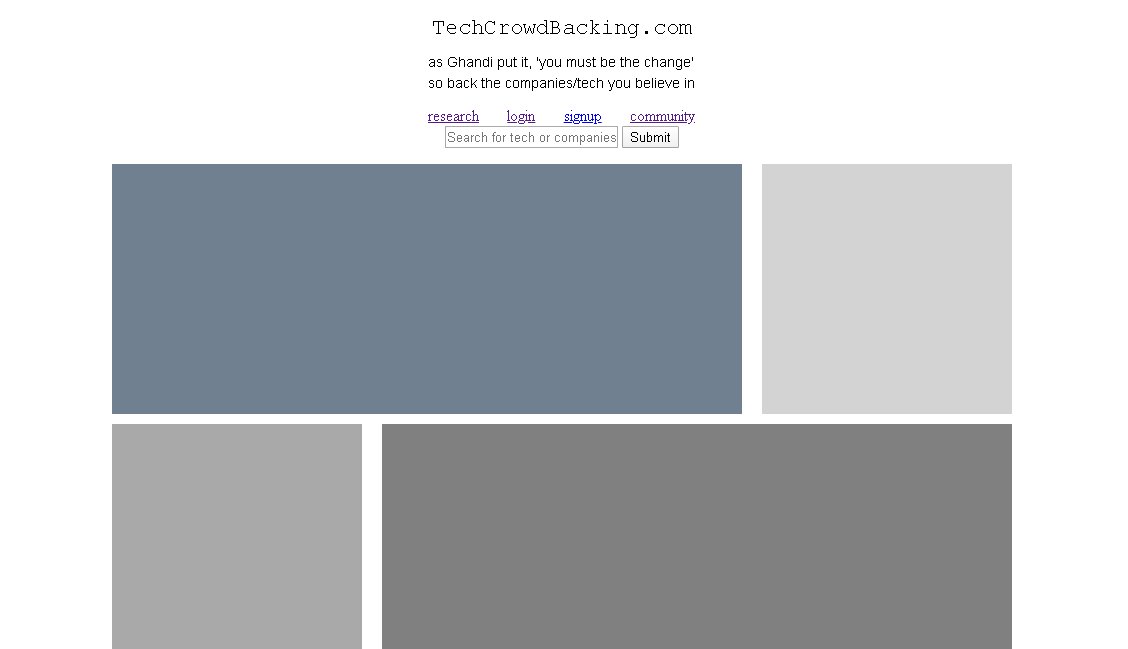 TechCrowdBacking.com
as Ghandi put it, 'you must be the change'
so back the companies/tech you believe in
research login signup community
Search for tech or companies Submit